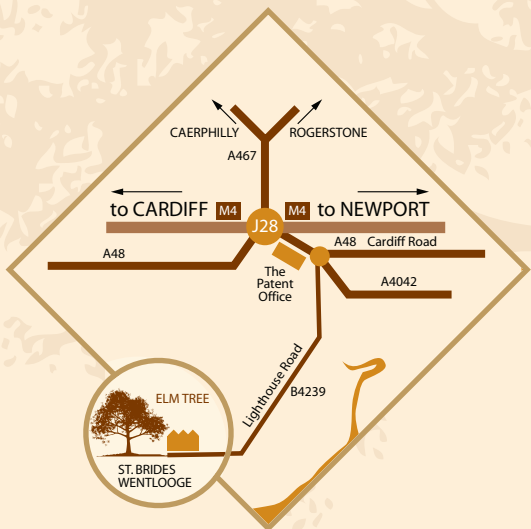 CAERPHILLY
ROGERSTONE
A467
to CARDIFF
M4
M4
to NEWPORT
J28
A48
A48 Cardiff Road
The
Patent
Office
A4042
Lighthouse Road
B4239
ELM TREE
ST. BRIDES
WENTLOOGE